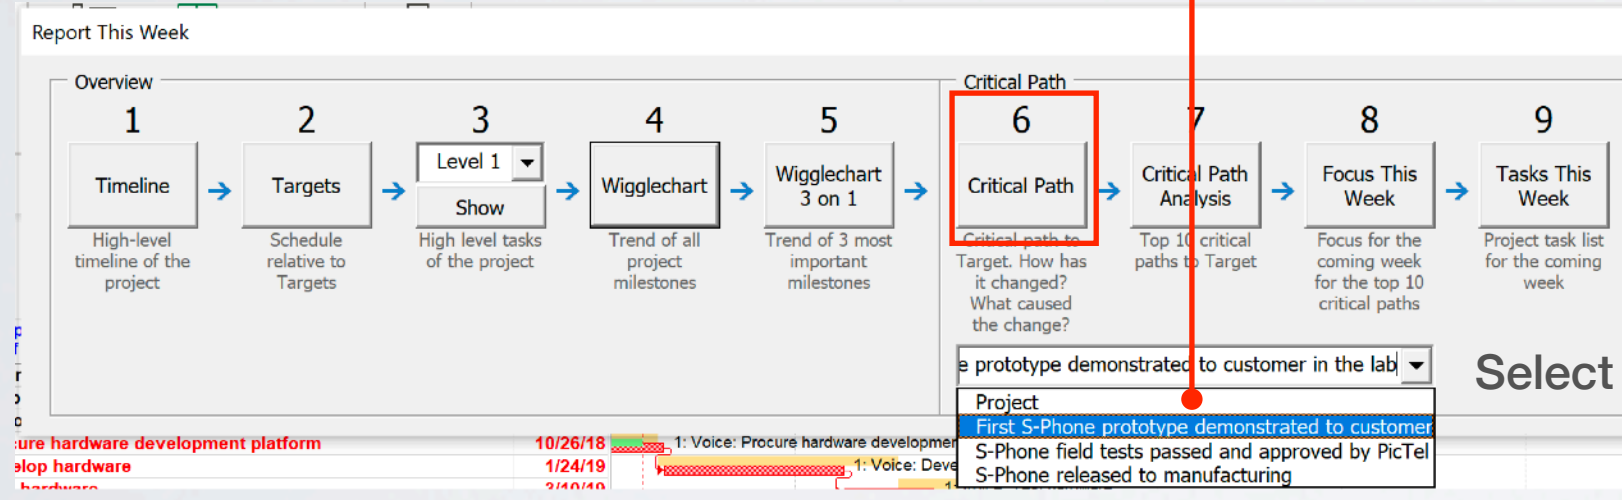 Report This Week
Overview
Critical Path
1
2
3
4
5
6
7
8
9
Timeline
Targets
Level 1
Show
Wigglechart
Wigglechart
3 on 1
Critical Path
Critical Path
Analysis
Focus This
Week
Tasks This
Week
High-level
timeline of the
project
Schedule
relative to
Targets
High level tasks
of the project
Trend of all
project
milestones
Trend of 3 most
important
milestones
Critical path to
Target. How has
it changed?
What caused
the change?
Top 10 critical
paths to Target
Focus for the
coming week
for the top 10
critical paths
Project task list
for the coming
week
e prototype demonstrated to customer in the lab
Select
Project
First S-Phone prototype demonstrated to customer
S-Phone field tests passed and approved by PicTel
S-Phone released to manufacturing
ure hardware development platform 10/26/18 1: Voice: Procure hardware developmen
elop hardware 1/24/19 1: Voice: Deve
hardware 3/10/19